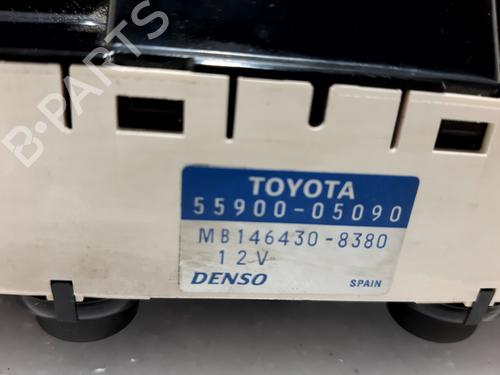 B-PARTS
TOYOTA
55900-05090
MB146430-8380
12V
DENSO SPAIN